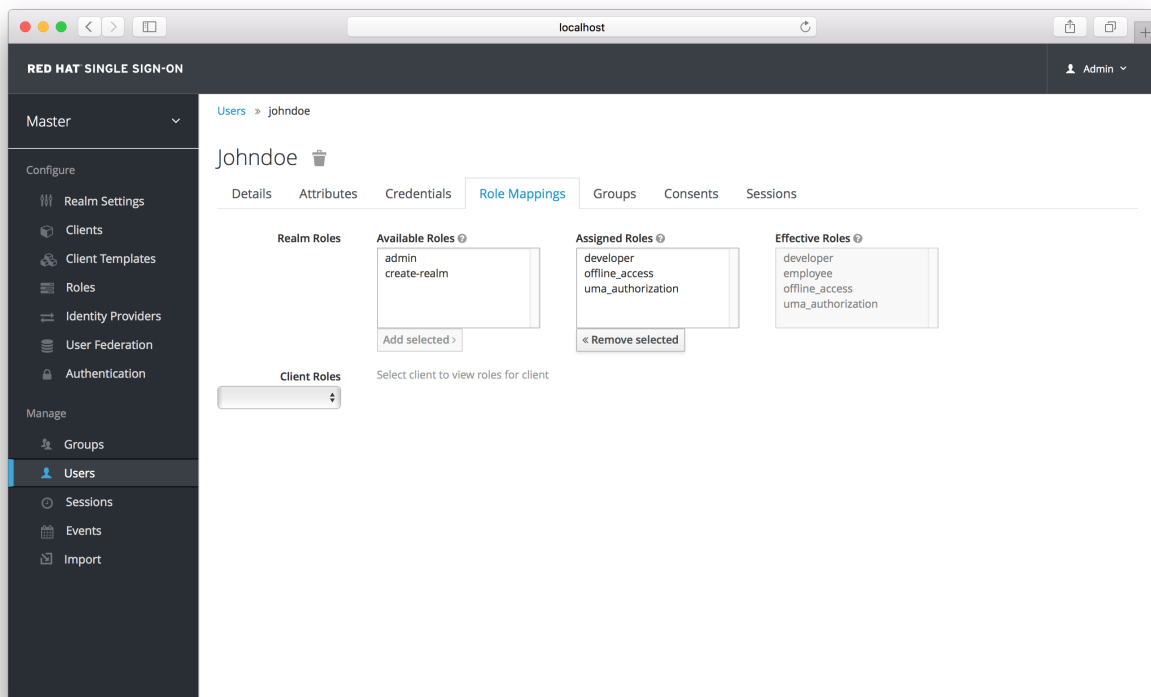 localhost
RED HAT SINGLE SIGN-ON
Admin
Master
Configure
Realm Settings
Clients
Client Templates
Roles
Identity Providers
User Federation
Authentication
Manage
Groups
Users
Sessions
Events
Import
Users » johndoe
Johndoe
Details Attributes Credentials Role Mappings Groups Consents Sessions
Realm Roles
Available Roles
admin
create-realm
Add selected >
Assigned Roles
developer
offline_access
uma_authorization
« Remove selected
Effective Roles
developer
employee
offline_access
uma_authorization
Client Roles
Select client to view roles for client